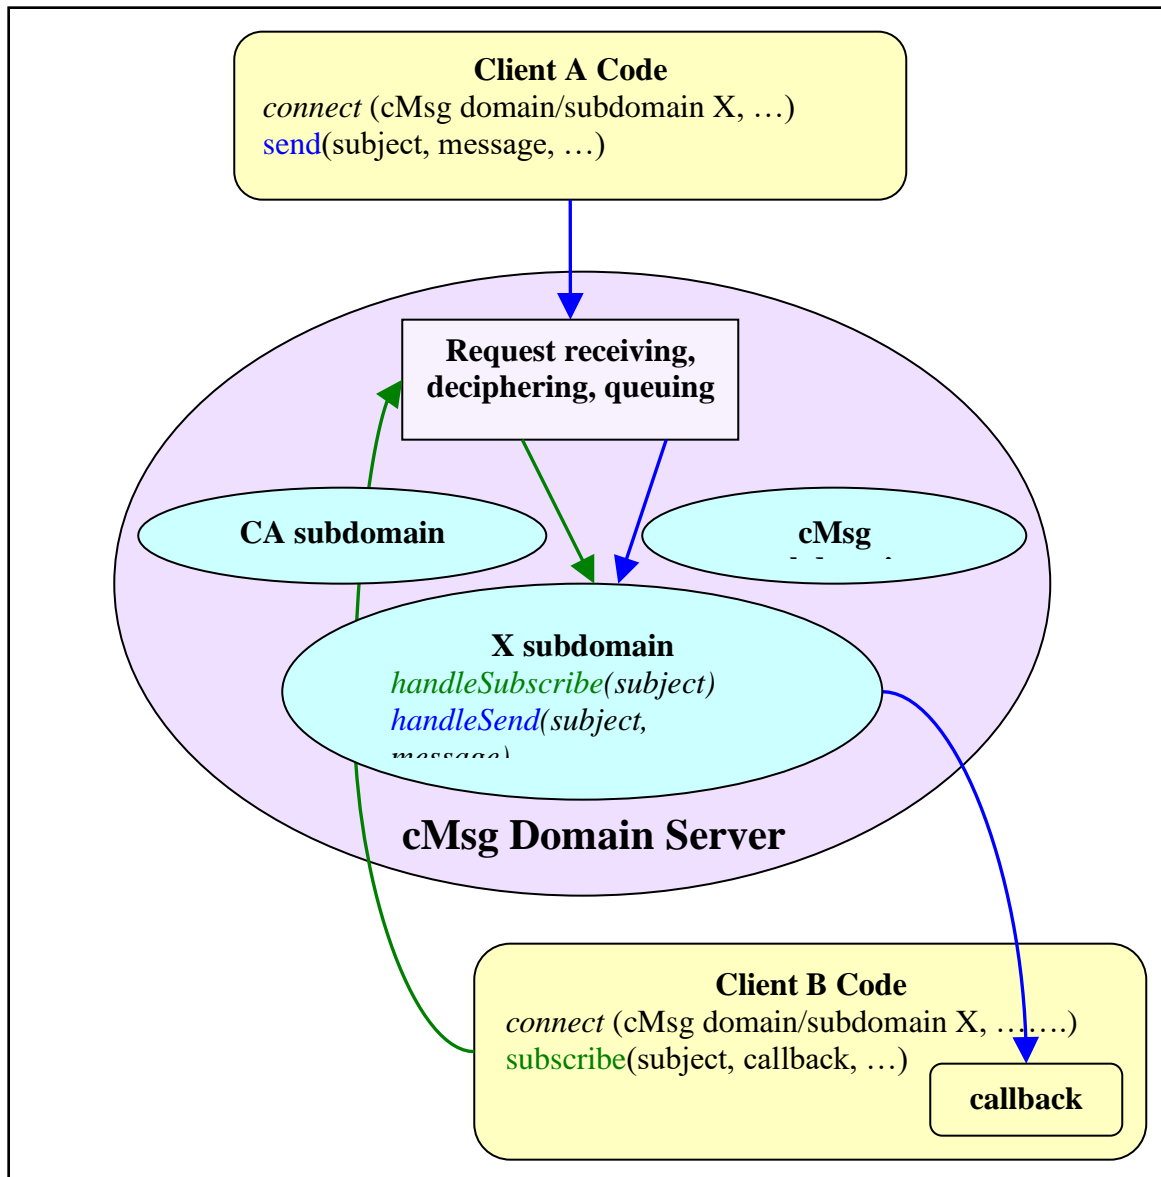 Client A Code
connect (cMsg domain/subdomain X, …)
send(subject, message, …)
Request receiving,
deciphering, queuing
CA subdomain
cMsg
X subdomain
handleSubscribe(subject)
handleSend(subject,
message)
cMsg Domain Server
Client B Code
connect (cMsg domain/subdomain X, …….)
subscribe(subject, callback, …)
callback